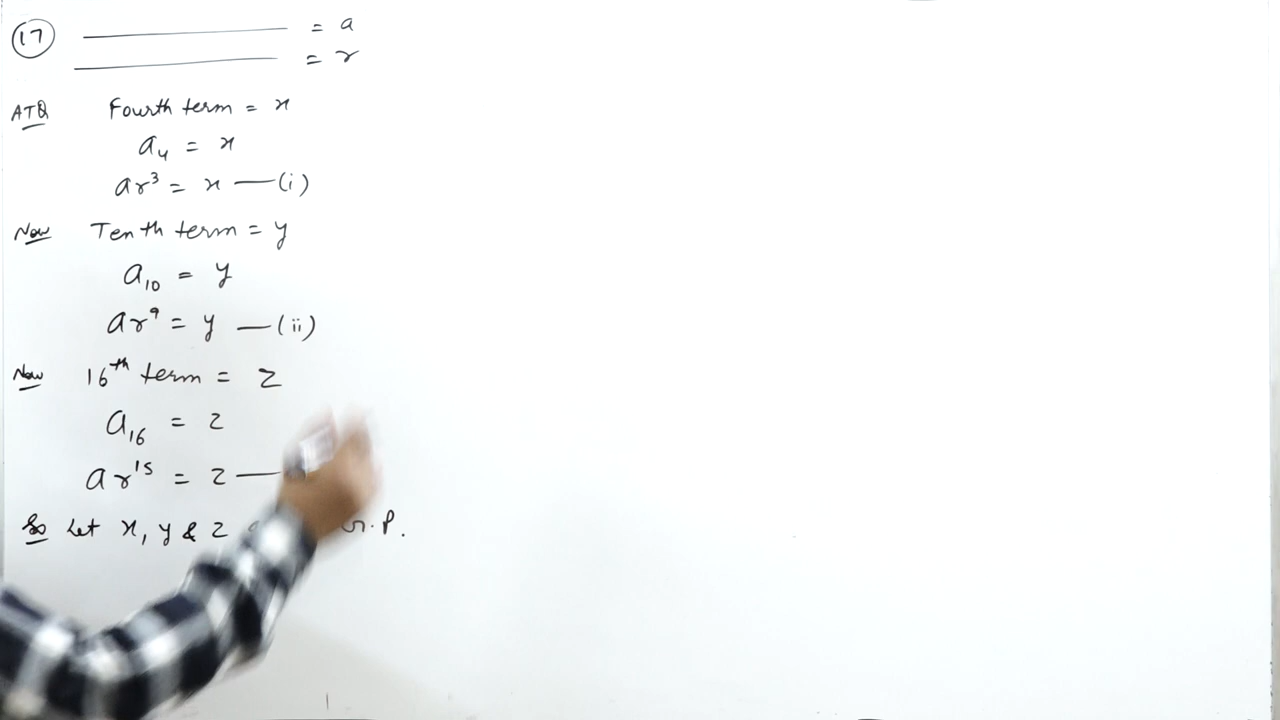 17 = a
= r
ATQ Fourth term = x
a₄ = x
ar³ = x —(i)
Now Tenth term = y
a₁₀ = y
ar⁹ = y —(ii)
Now 16th term = z
a₁₆ = z
ar¹⁵ = z —
So Let x, y & z G.P.